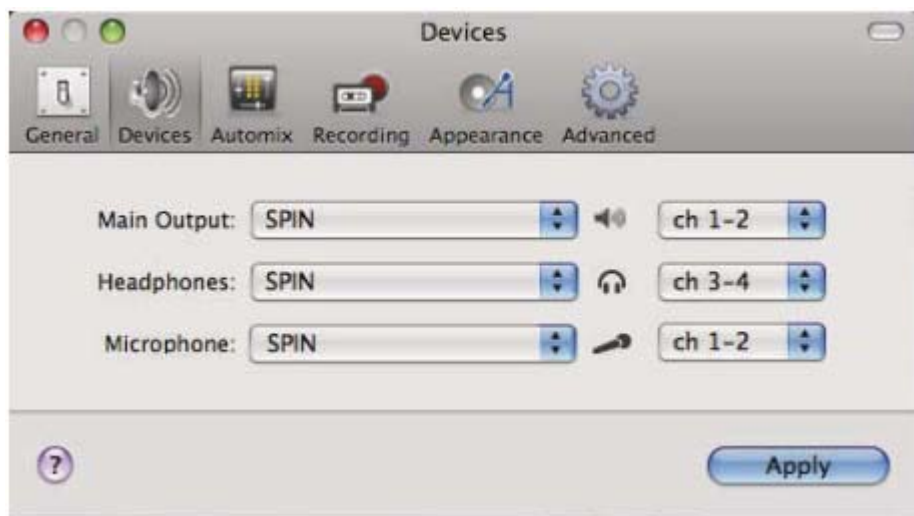 Devices
General Devices Automix Recording Appearance Advanced
Main Output: SPIN ch 1-2
Headphones: SPIN ch 3-4
Microphone: SPIN ch 1-2
? Apply